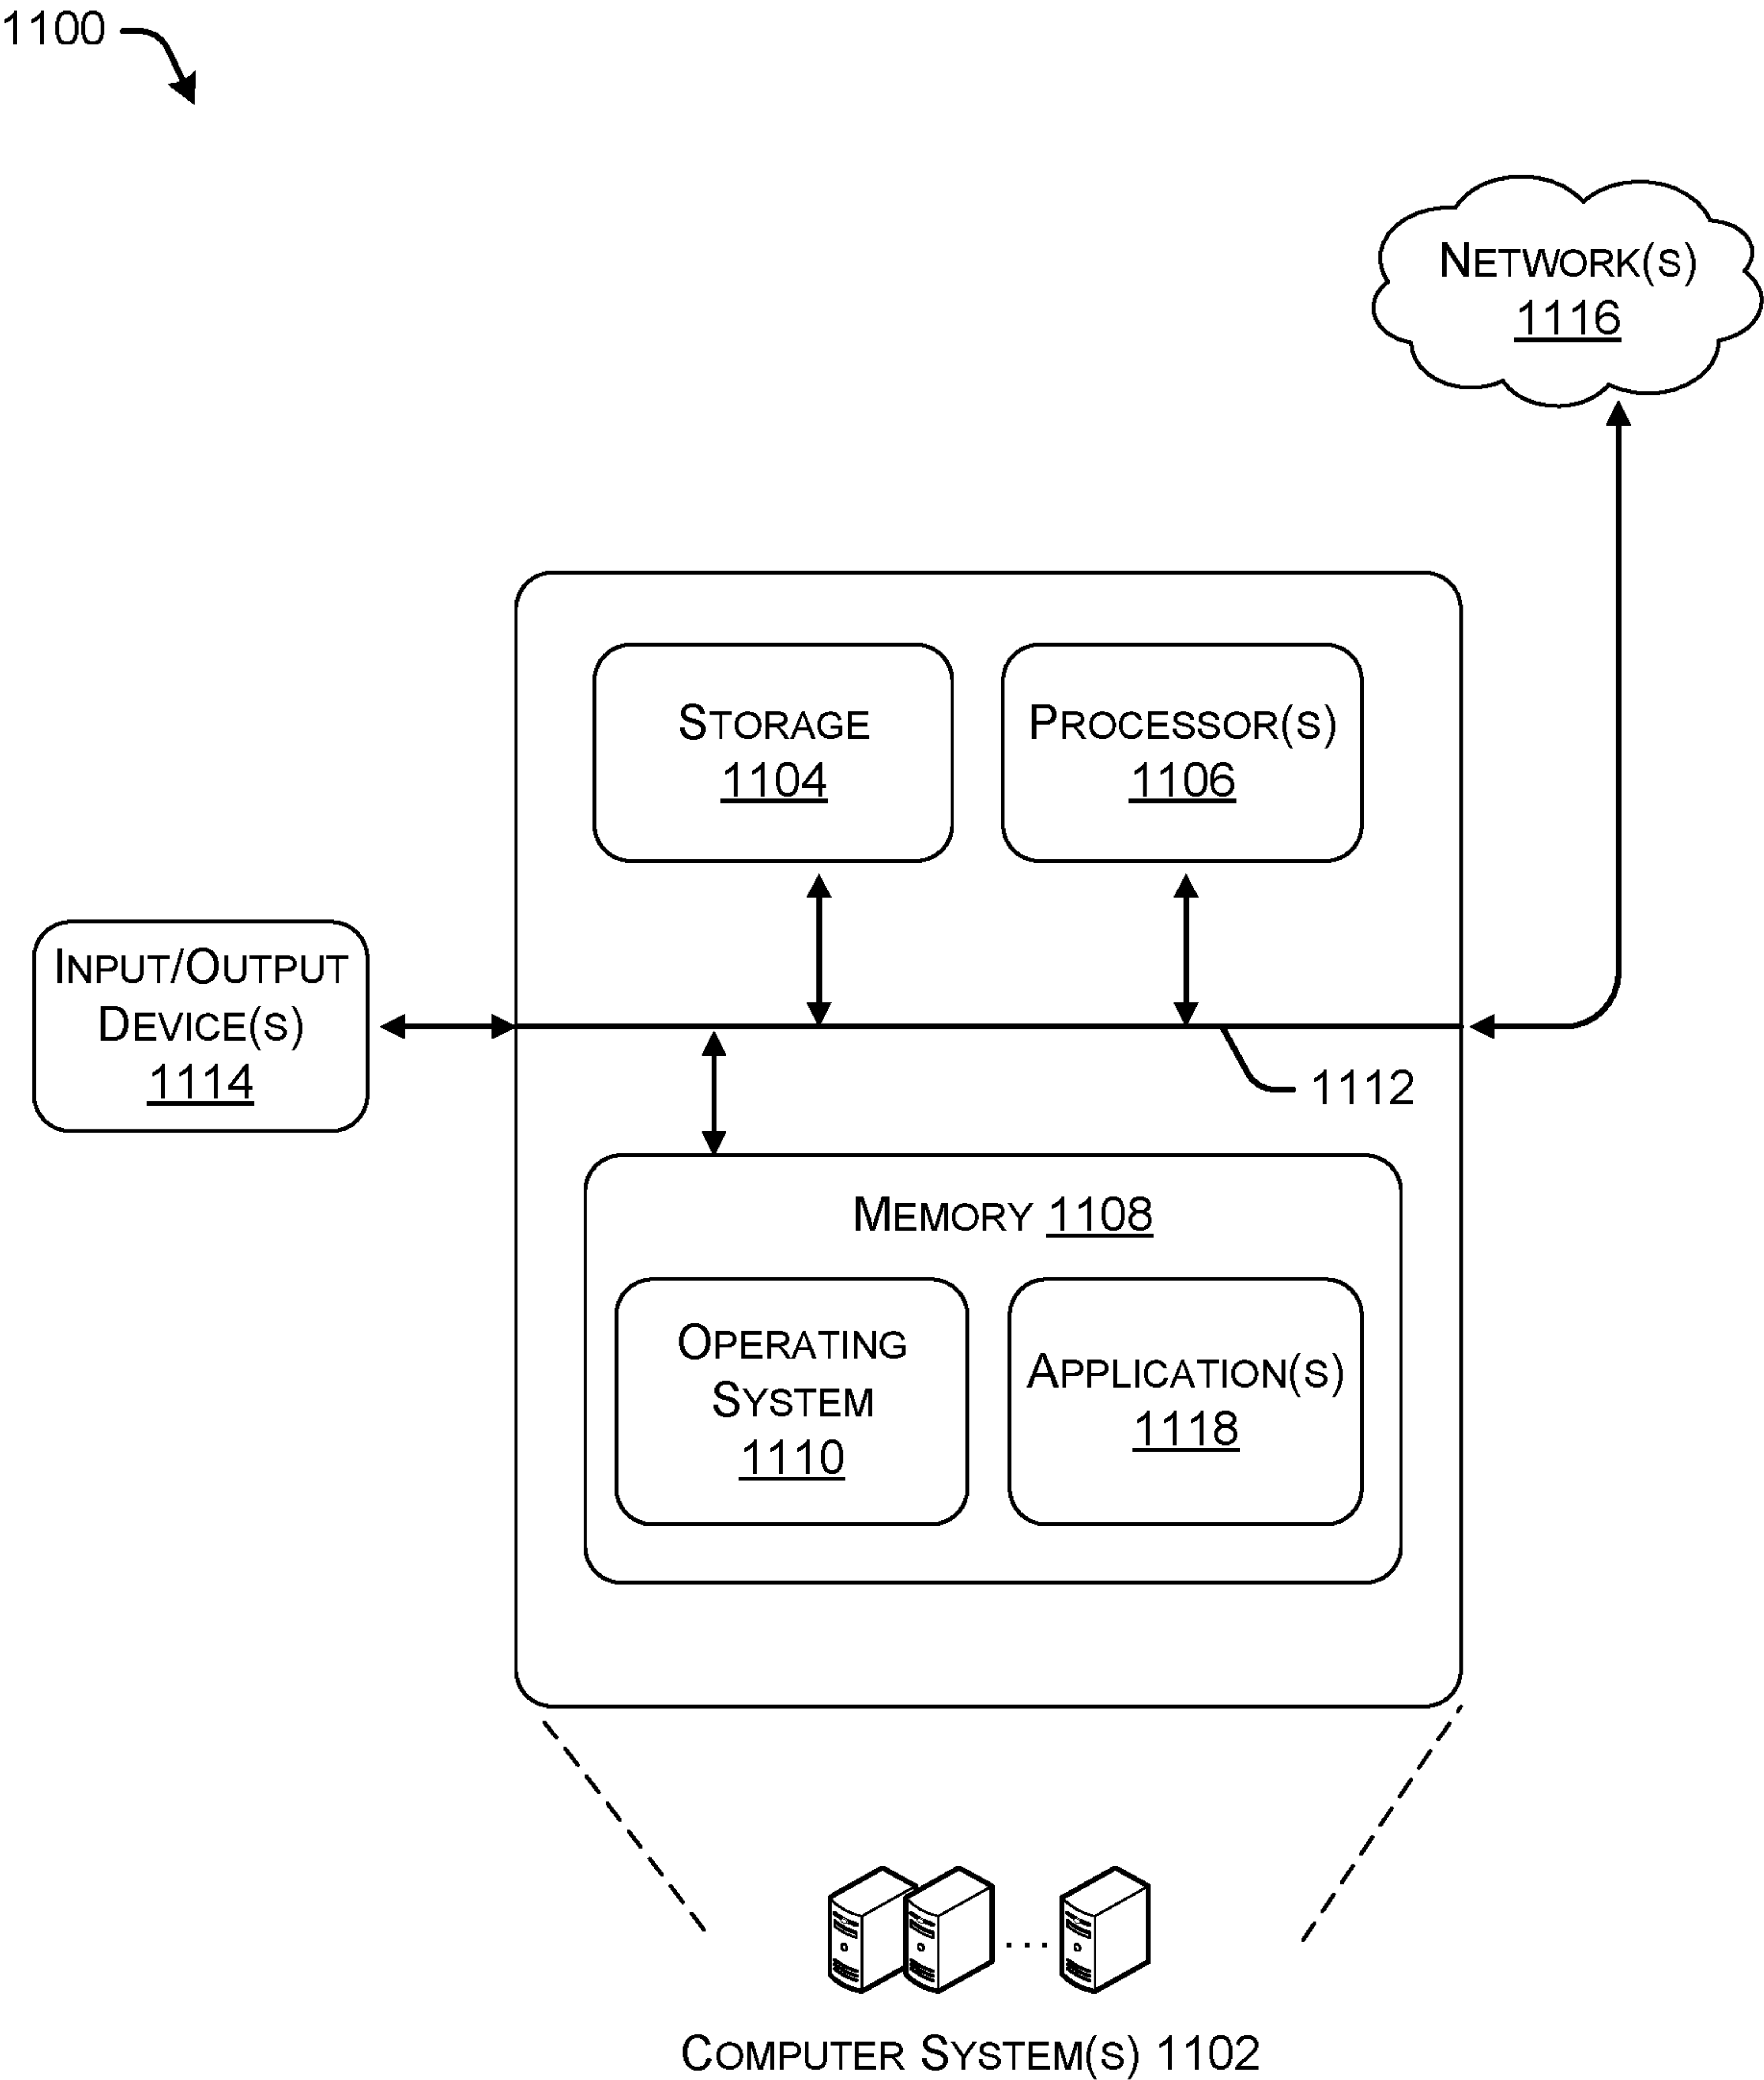 1100
NETWORK(S)
1116
STORAGE
1104
PROCESSOR(S)
1106
INPUT/OUTPUT
DEVICE(S)
1114
1112
MEMORY 1108
OPERATING
SYSTEM
1110
APPLICATION(S)
1118
...
COMPUTER SYSTEM(S) 1102